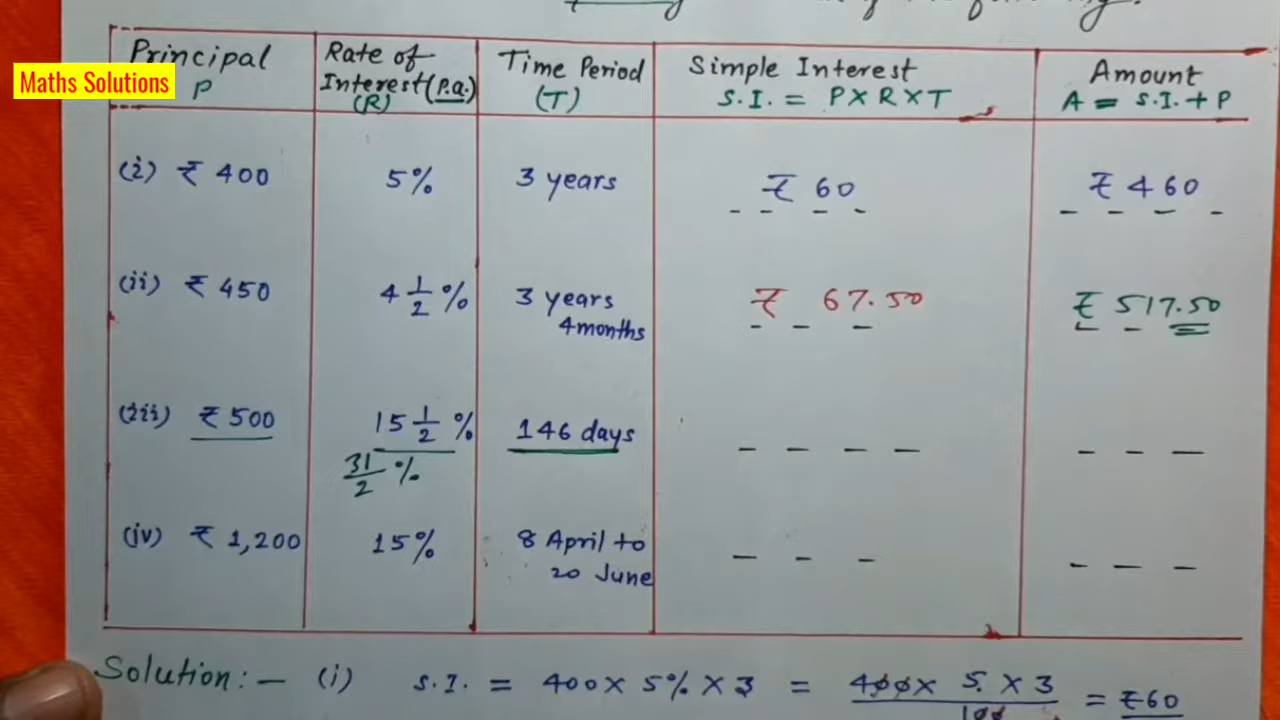 Principal
P
Rate of
Interest (p.a.)
(R)
Time Period
(T)
Simple Interest
S.I. = P X R X T
Amount
A = S.I. + P
Maths Solutions
(i) ₹ 400
5%
3 years
₹ 60
₹ 460
(ii) ₹ 450
4 1/2 %
3 years
4 months
₹ 67.50
₹ 517.50
(iii) ₹ 500
15 1/2 %
31/2 %
146 days
(iv) ₹ 1,200
15%
8 April to
20 June
Solution:- (i) S.I. = 400 X 5% X 3 = 400 X 5 X 3 / 100 = ₹60